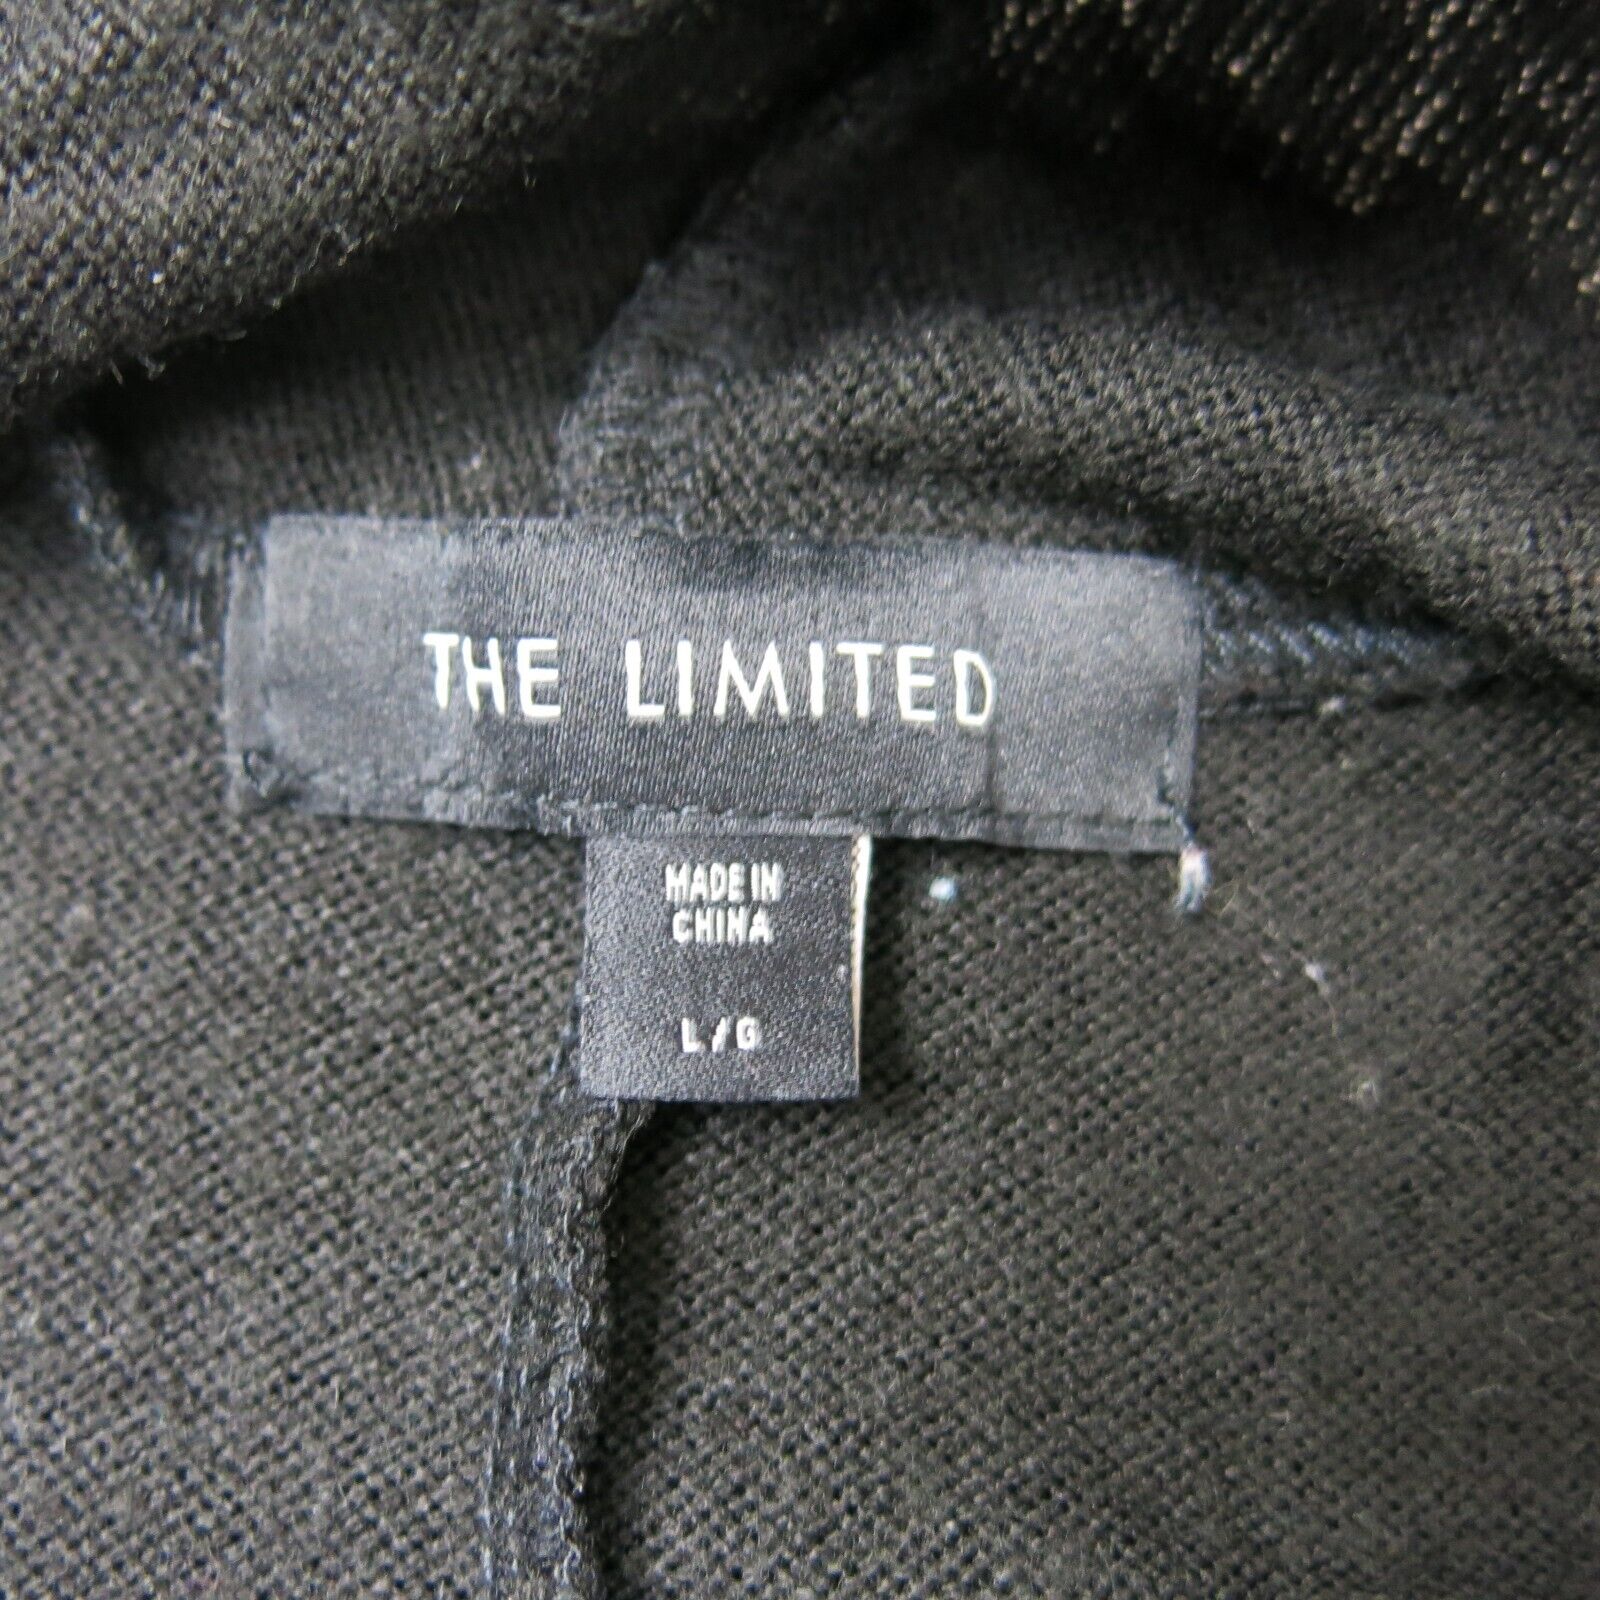 THE LIMITED
MADE IN
CHINA
L/G